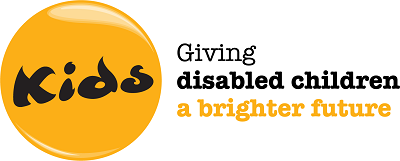 Kids
Giving
disabled children
a brighter future